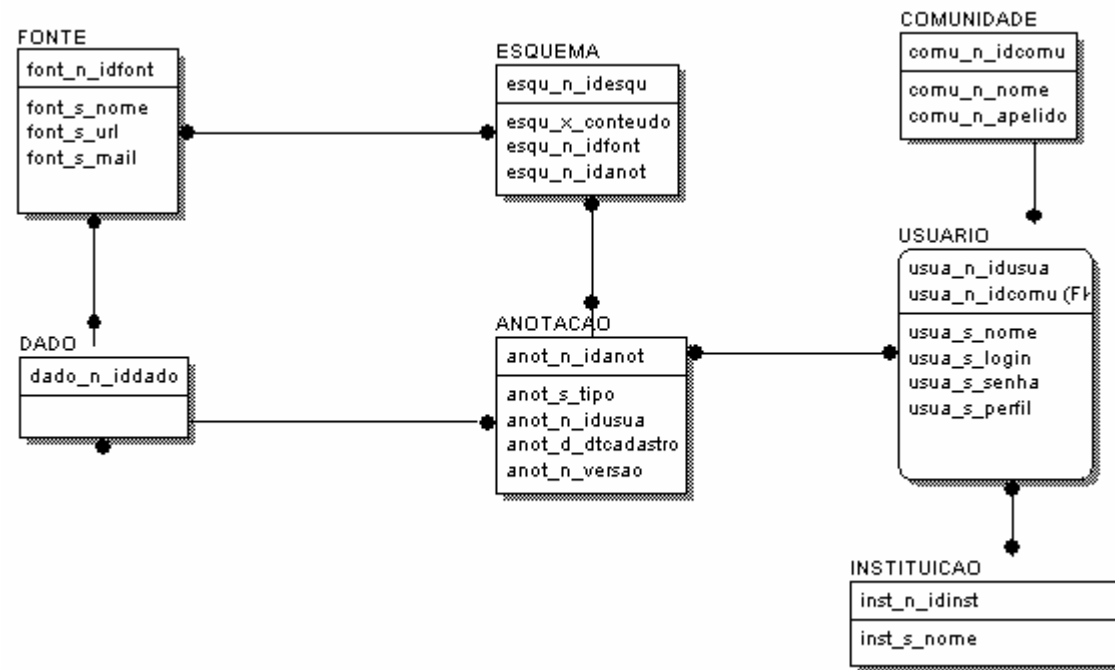 FONTE
font_n_idfont
font_s_nome
font_s_url
font_s_mail
ESQUEMA
esqu_n_idesqu
esqu_x_conteudo
esqu_n_idfont
esqu_n_idanot
COMUNIDADE
comu_n_idcomu
comu_n_nome
comu_n_apelido
DADO
dado_n_iddado
ANOTACAO
anot_n_idanot
anot_s_tipo
anot_n_idusua
anot_d_dtcadastro
anot_n_versao
USUARIO
usua_n_idusua
usua_n_idcomu (F
usua_s_nome
usua_s_login
usua_s_senha
usua_s_perfil
INSTITUICAO
inst_n_idinst
inst_s_nome